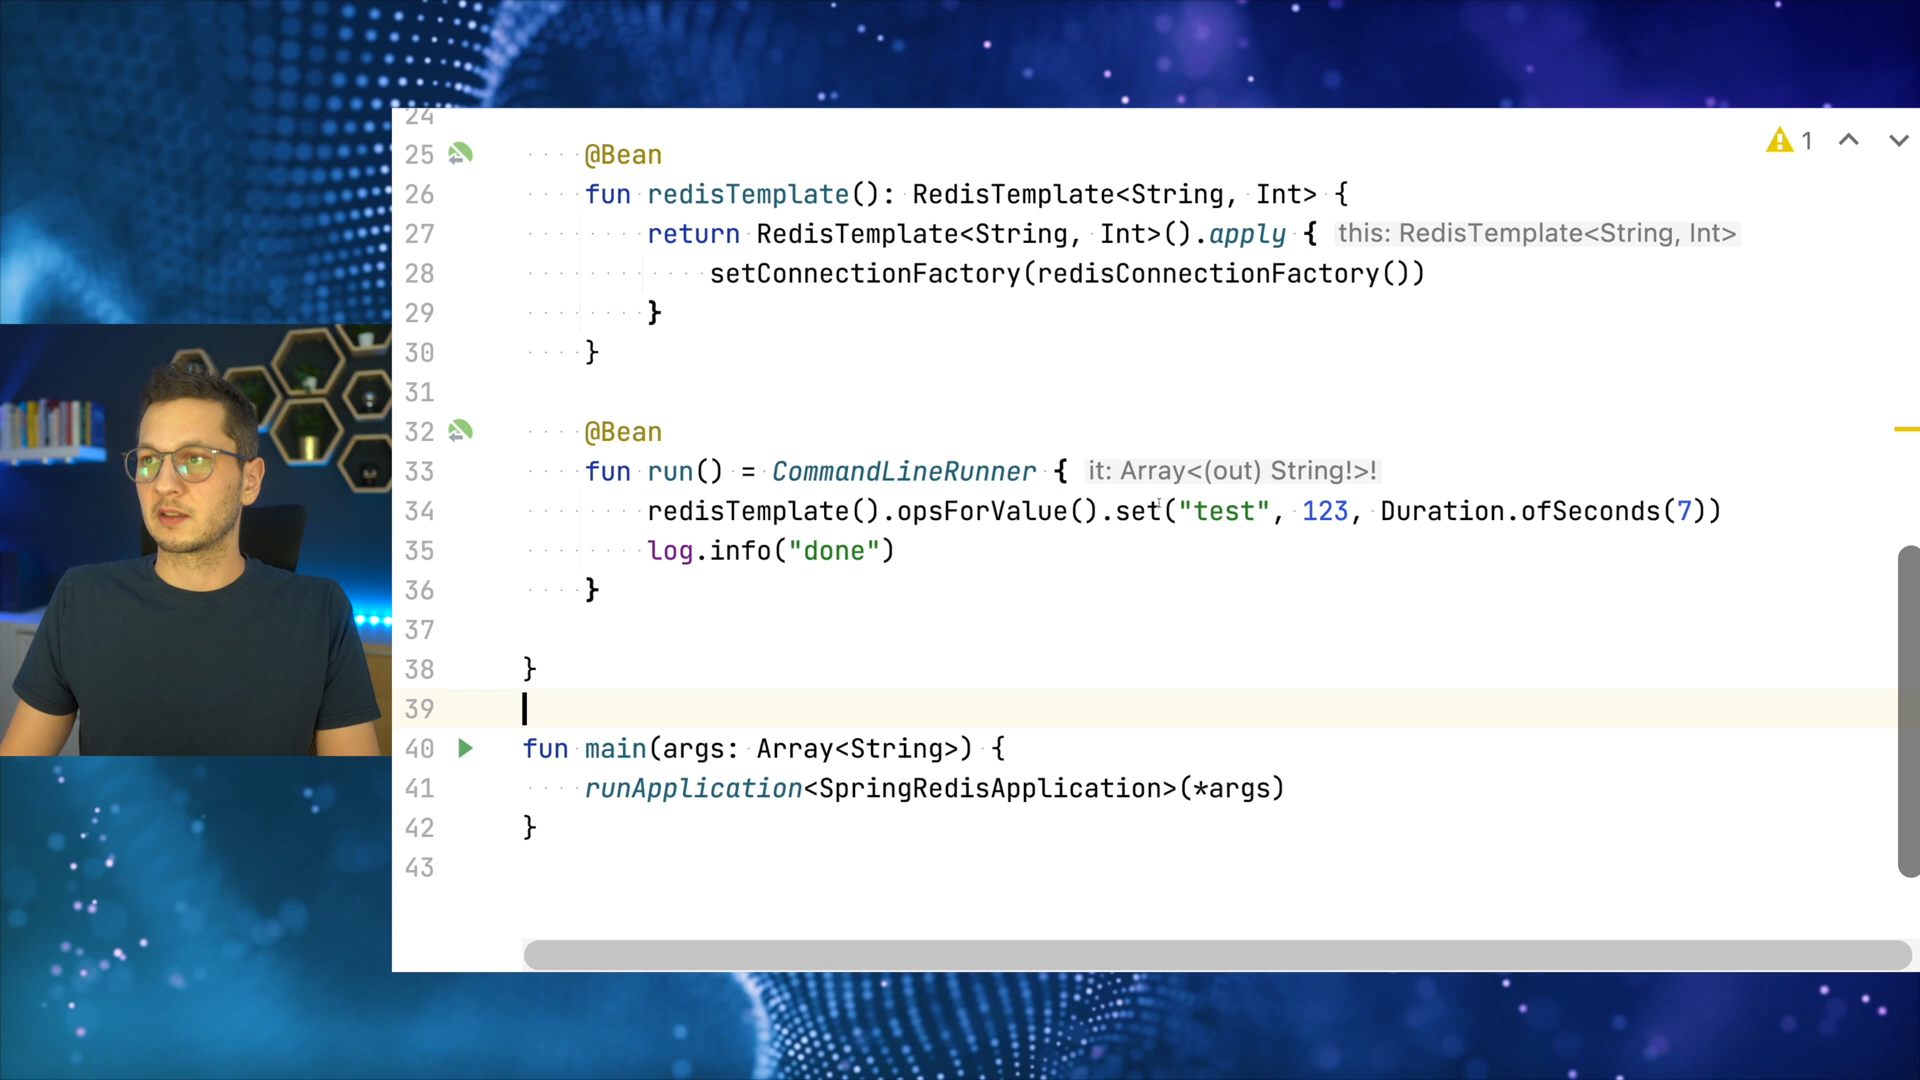 24
25 @Bean
26 fun redisTemplate(): RedisTemplate<String, Int> {
27 return RedisTemplate<String, Int>().apply { this: RedisTemplate<String, Int>
28 setConnectionFactory(redisConnectionFactory())
29 }
30 }
31
32 @Bean
33 fun run() = CommandLineRunner { it: Array<(out) String!>!
34 redisTemplate().opsForValue().set("test", 123, Duration.ofSeconds(7))
35 log.info("done")
36 }
37
38 }
39
40 fun main(args: Array<String>) {
41 runApplication<SpringRedisApplication>(*args)
42 }
43
1